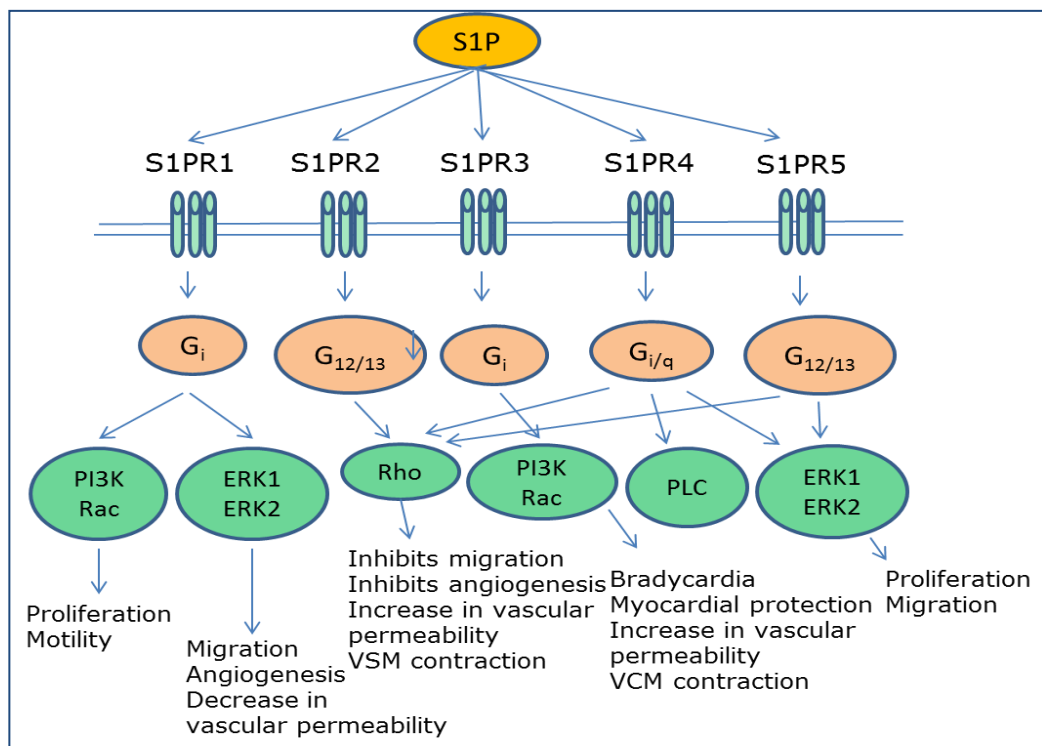 S1P
S1PR1
S1PR2
S1PR3
S1PR4
S1PR5
Gi
G12/13
Gi
Gi/q
G12/13
PI3K
Rac
ERK1
ERK2
Rho
PI3K
Rac
PLC
ERK1
ERK2
Proliferation
Motility
Migration
Angiogenesis
Decrease in
vascular permeability
Inhibits migration
Inhibits angiogenesis
Increase in vascular
permeability
VSM contraction
Bradycardia
Myocardial protection
Increase in vascular
permeability
VCM contraction
Proliferation
Migration